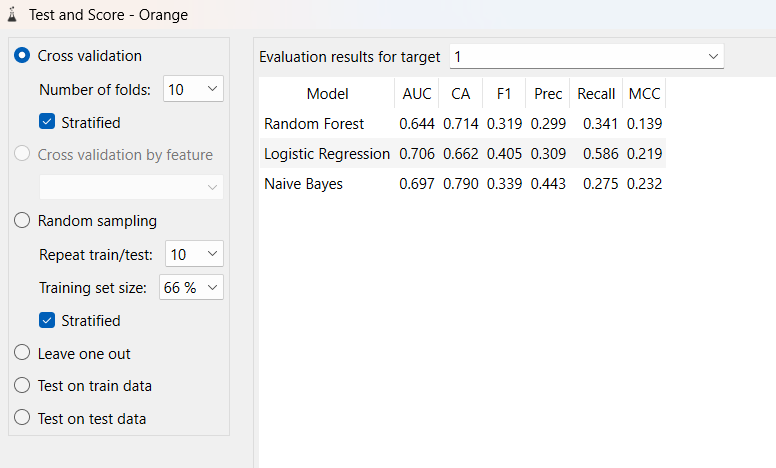 Test and Score - Orange
Cross validation
Number of folds: 10
Stratified
Cross validation by feature
Random sampling
Repeat train/test: 10
Training set size: 66 %
Stratified
Leave one out
Test on train data
Test on test data
Evaluation results for target 1
Model AUC CA F1 Prec Recall MCC
Random Forest 0.644 0.714 0.319 0.299 0.341 0.139
Logistic Regression 0.706 0.662 0.405 0.309 0.586 0.219
Naive Bayes 0.697 0.790 0.339 0.443 0.275 0.232